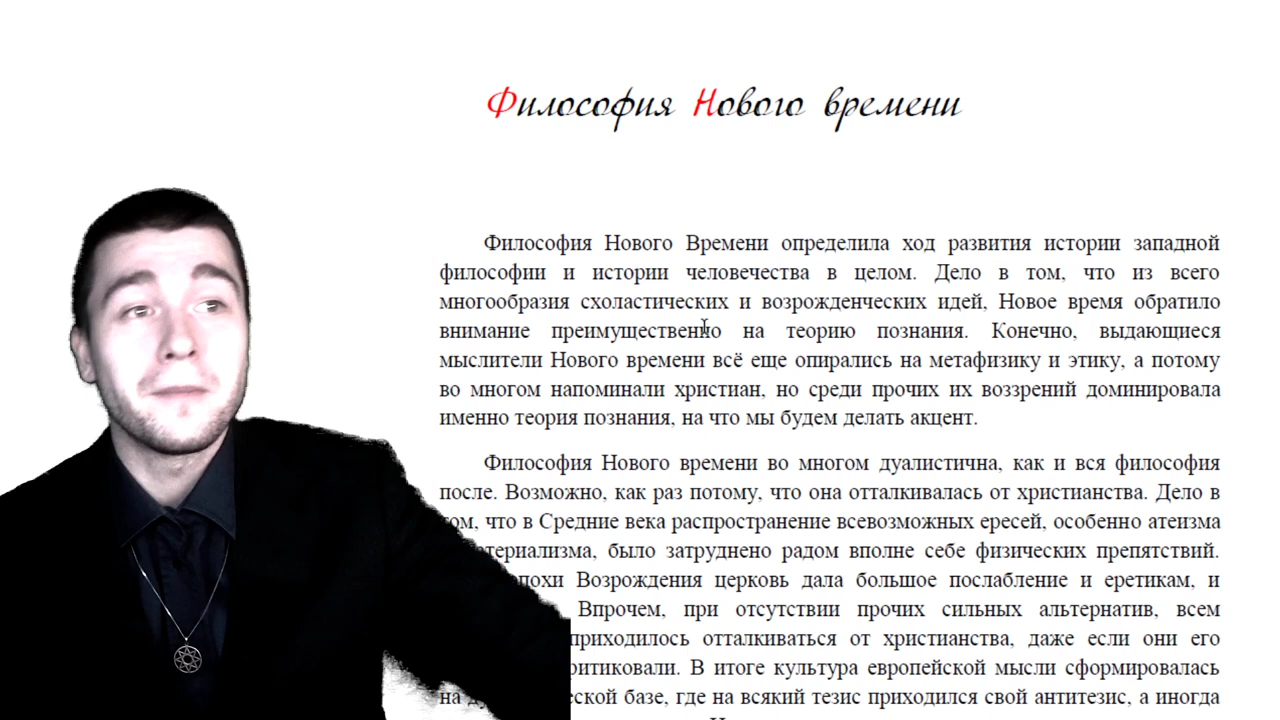 Философия Нового времени
Философия Нового Времени определила ход развития истории западной
философии и истории человечества в целом. Дело в том, что из всего
многообразия схоластических и возрожденческих идей, Новое время обратило
внимание преимущественно на теорию познания. Конечно, выдающиеся
мыслители Нового времени всё еще опирались на метафизику и этику, а потому
во многом напоминали христиан, но среди прочих их воззрений доминировала
именно теория познания, на что мы будем делать акцент.
Философия Нового времени во многом дуалистична, как и вся философия
после. Возможно, как раз потому, что она отталкивалась от христианства. Дело в
том, что в Средние века распространение всевозможных ересей, особенно атеизма
было затруднено радом вполне себе физических препятствий.
Возрождения церковь дала большое послабление и еретикам, и
Впрочем, при отсутствии прочих сильных альтернатив, всем
приходилось отталкиваться от христианства, даже если они его
В итоге культура европейской мысли сформировалась
на базе, где на всякий тезис приходился свой антитезис, а иногда